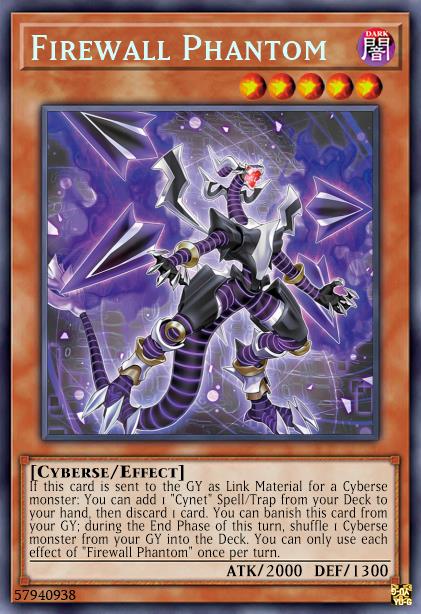 Firewall Phantom
DARK
闇
[Cyberse/Effect]
If this card is sent to the GY as Link Material for a Cyberse
monster: You can add 1 "Cynet" Spell/Trap from your Deck to
your hand, then discard 1 card. You can banish this card from
your GY; during the End Phase of this turn, shuffle 1 Cyberse
monster from your GY into the Deck. You can only use each
effect of "Firewall Phantom" once per turn.
ATK/2000 DEF/1300
57940938